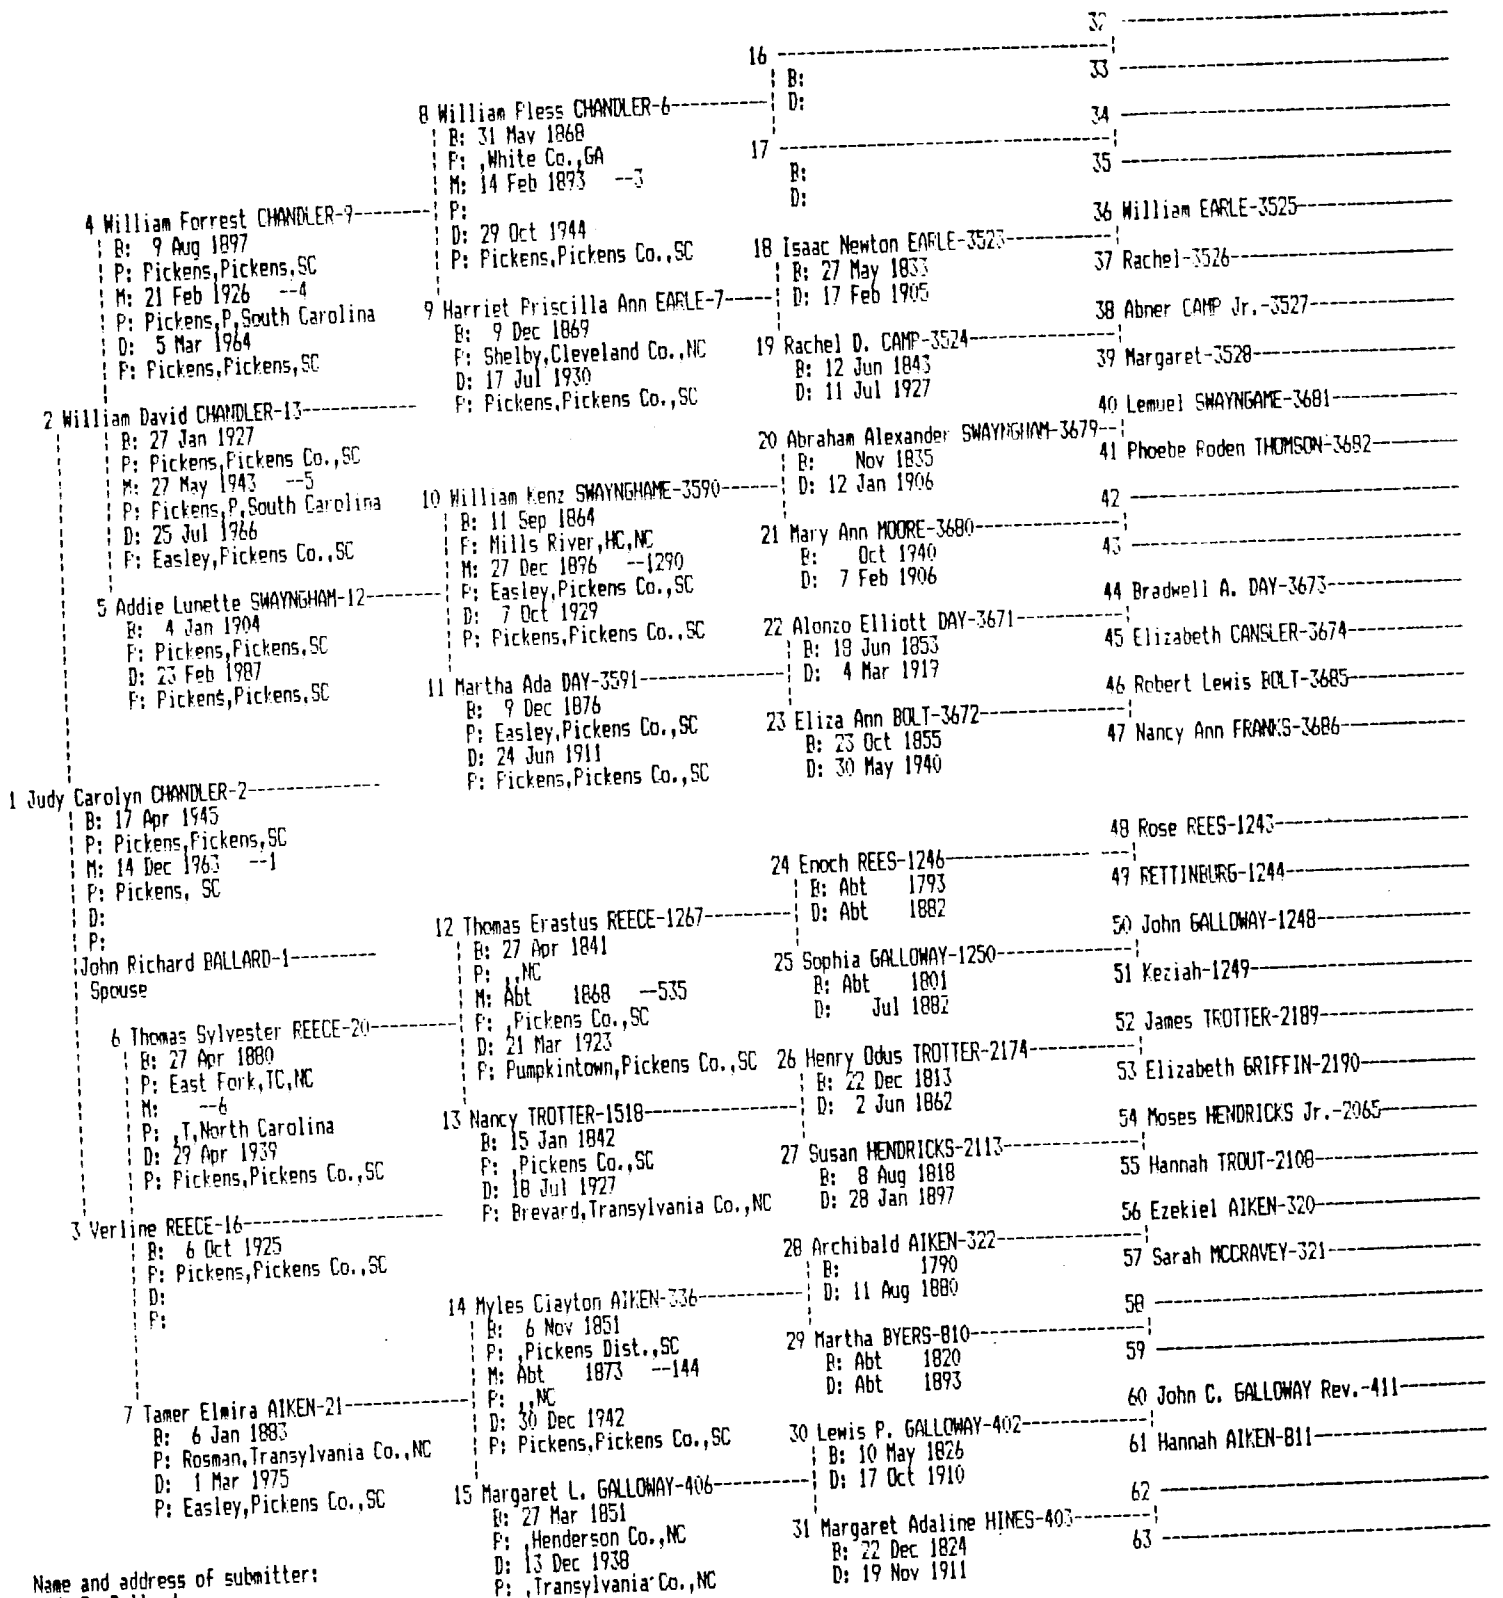 32
16
B:
D:
33
8 William Fless CHANDLER-6
B: 31 May 1868
P: ,White Co.,GA
M: 14 Feb 1893 --3
P:
D: 29 Oct 1944
P: Pickens,Pickens Co.,SC
34
17
B:
D:
35
4 William Forrest CHANDLER-9
B: 9 Aug 1897
P: Pickens,Pickens,SC
M: 21 Feb 1926 --4
P: Pickens,P,South Carolina
D: 5 Mar 1964
P: Pickens,Pickens,SC
36 William EARLE-3525
18 Isaac Newton EARLE-3523
B: 27 May 1833
D: 17 Feb 1905
37 Rachel-3526
9 Harriet Priscilla Ann EARLE-7
B: 9 Dec 1869
P: Shelby,Cleveland Co.,NC
D: 17 Jul 1930
P: Pickens,Pickens Co.,SC
38 Abner CAMP Jr.-3527
19 Rachel D. CAMP-3524
B: 12 Jun 1843
D: 11 Jul 1927
39 Margaret-3528
2 William David CHANDLER-13
B: 27 Jan 1927
P: Pickens,Pickens Co.,SC
M: 27 May 1943 --5
P: Pickens,P,South Carolina
D: 25 Jul 1966
P: Easley,Pickens Co.,SC
40 Lemuel SWAYNGAME-3681
20 Abraham Alexander SWAYNGHAM-3679
B: Nov 1835
D: 12 Jan 1906
41 Phoebe Roden THOMSON-3682
10 William Kenz SWAYNGHAME-3590
B: 11 Sep 1864
P: Mills River,HC,NC
M: 27 Dec 1896 --1290
P: Easley,Pickens Co.,SC
D: 7 Oct 1929
P: Pickens,Pickens Co.,SC
42
21 Mary Ann MOORE-3680
B: Oct 1940
D: 7 Feb 1906
43
5 Addie Lunette SWAYNGHAM-12
B: 4 Jan 1904
P: Pickens,Pickens,SC
D: 23 Feb 1987
P: Pickens,Pickens,SC
44 Bradwell A. DAY-3673
22 Alonzo Elliott DAY-3671
B: 18 Jun 1853
D: 4 Mar 1919
45 Elizabeth CANSLER-3674
11 Martha Ada DAY-3591
B: 9 Dec 1876
P: Easley,Pickens Co.,SC
D: 24 Jun 1911
P: Pickens,Pickens Co.,SC
46 Robert Lewis BOLT-3685
23 Eliza Ann BOLT-3672
B: 23 Oct 1855
D: 30 May 1940
47 Nancy Ann FRANKS-3686
1 Judy Carolyn CHANDLER-2
B: 17 Apr 1945
P: Pickens,Pickens,SC
M: 14 Dec 1963 --1
P: Pickens, SC
D:
P:
John Richard BALLARD-1
Spouse
48 Rose REES-1243
24 Enoch REES-1246
B: Abt 1793
D: Abt 1882
49 RETTINBURG-1244
12 Thomas Erastus REECE-1267
B: 27 Apr 1841
P: ,,NC
M: Abt 1868 --535
P: ,Pickens Co.,SC
D: 21 Mar 1923
P: Pumpkintown,Pickens Co.,SC
50 John GALLOWAY-1248
25 Sophia GALLOWAY-1250
B: Abt 1801
D: Jul 1882
51 Keziah-1249
6 Thomas Sylvester REECE-20
B: 27 Apr 1880
P: East Fork,TC,NC
M: --6
P: ,T,North Carolina
D: 29 Apr 1939
P: Pickens,Pickens Co.,SC
52 James TROTTER-2189
26 Henry Odus TROTTER-2174
B: 22 Dec 1813
D: 2 Jun 1862
53 Elizabeth GRIFFIN-2190
13 Nancy TROTTER-1518
B: 15 Jan 1842
P: ,Pickens Co.,SC
D: 18 Jul 1927
P: Brevard,Transylvania Co.,NC
54 Moses HENDRICKS Jr.-2065
27 Susan HENDRICKS-2113
B: 8 Aug 1818
D: 28 Jan 1897
55 Hannah TROUT-2108
3 Verline REECE-16
B: 6 Oct 1925
P: Pickens,Pickens Co.,SC
D:
P:
56 Ezekiel AIKEN-320
28 Archibald AIKEN-322
B: 1790
D: 11 Aug 1880
57 Sarah MCCRAVEY-321
14 Myles Clayton AIKEN-336
B: 6 Nov 1851
P: ,Pickens Dist.,SC
M: Abt 1873 --144
P: ,,NC
D: 30 Dec 1942
P: Pickens,Pickens Co.,SC
58
29 Martha BYERS-810
B: Abt 1820
D: Abt 1893
59
7 Tamer Elmira AIKEN-21
B: 6 Jan 1883
P: Rosman,Transylvania Co.,NC
D: 1 Mar 1975
P: Easley,Pickens Co.,SC
60 John C. GALLOWAY Rev.-411
30 Lewis P. GALLOWAY-402
B: 10 May 1826
D: 17 Oct 1910
61 Hannah AIKEN-811
15 Margaret L. GALLOWAY-406
B: 27 Mar 1851
P: ,Henderson Co.,NC
D: 13 Dec 1938
P: ,Transylvania Co.,NC
62
31 Margaret Adaline HINES-403
B: 22 Dec 1824
D: 19 Nov 1911
63
Name and address of submitter: